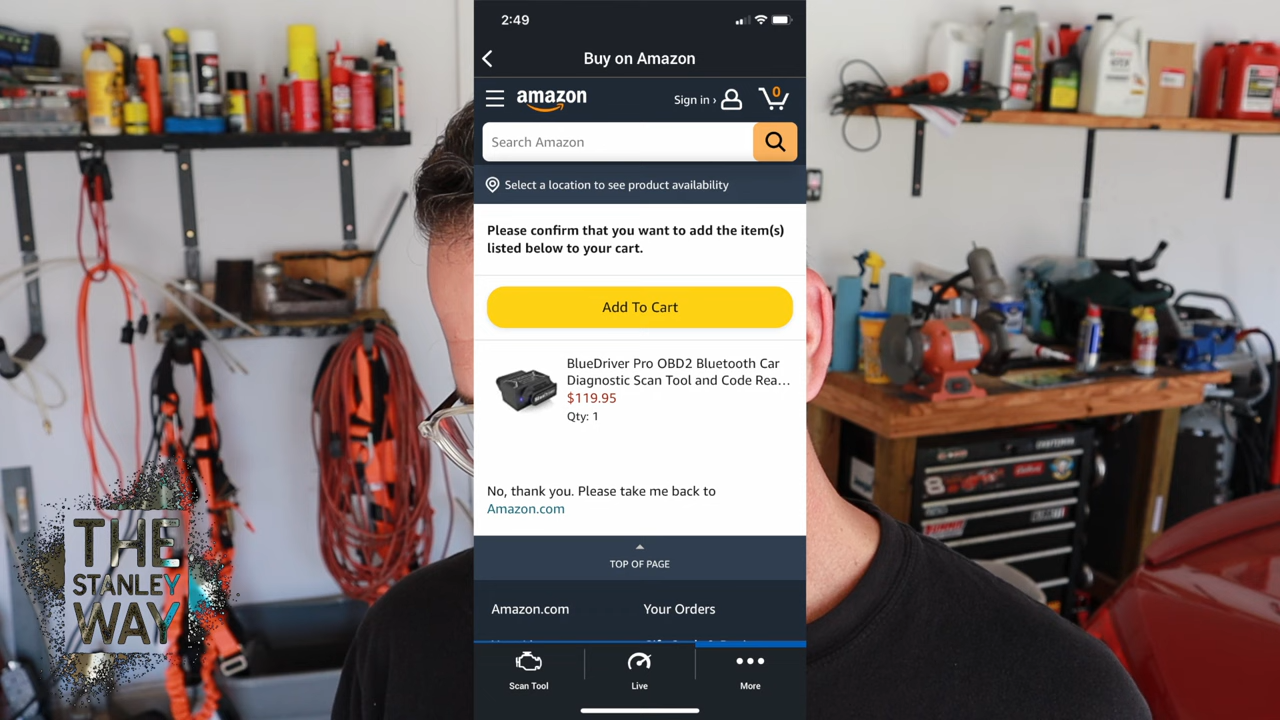 2:49
Buy on Amazon
amazon
Sign in ›
0
Search Amazon
Select a location to see product availability
Please confirm that you want to add the item(s)
listed below to your cart.
Add To Cart
BlueDriver Pro OBD2 Bluetooth Car
Diagnostic Scan Tool and Code Rea...
$119.95
Qty: 1
No, thank you. Please take me back to
Amazon.com
TOP OF PAGE
Amazon.com
Your Orders
Scan Tool
Live
More
THE
STANLEY
WAY
CRAFTSMAN
8